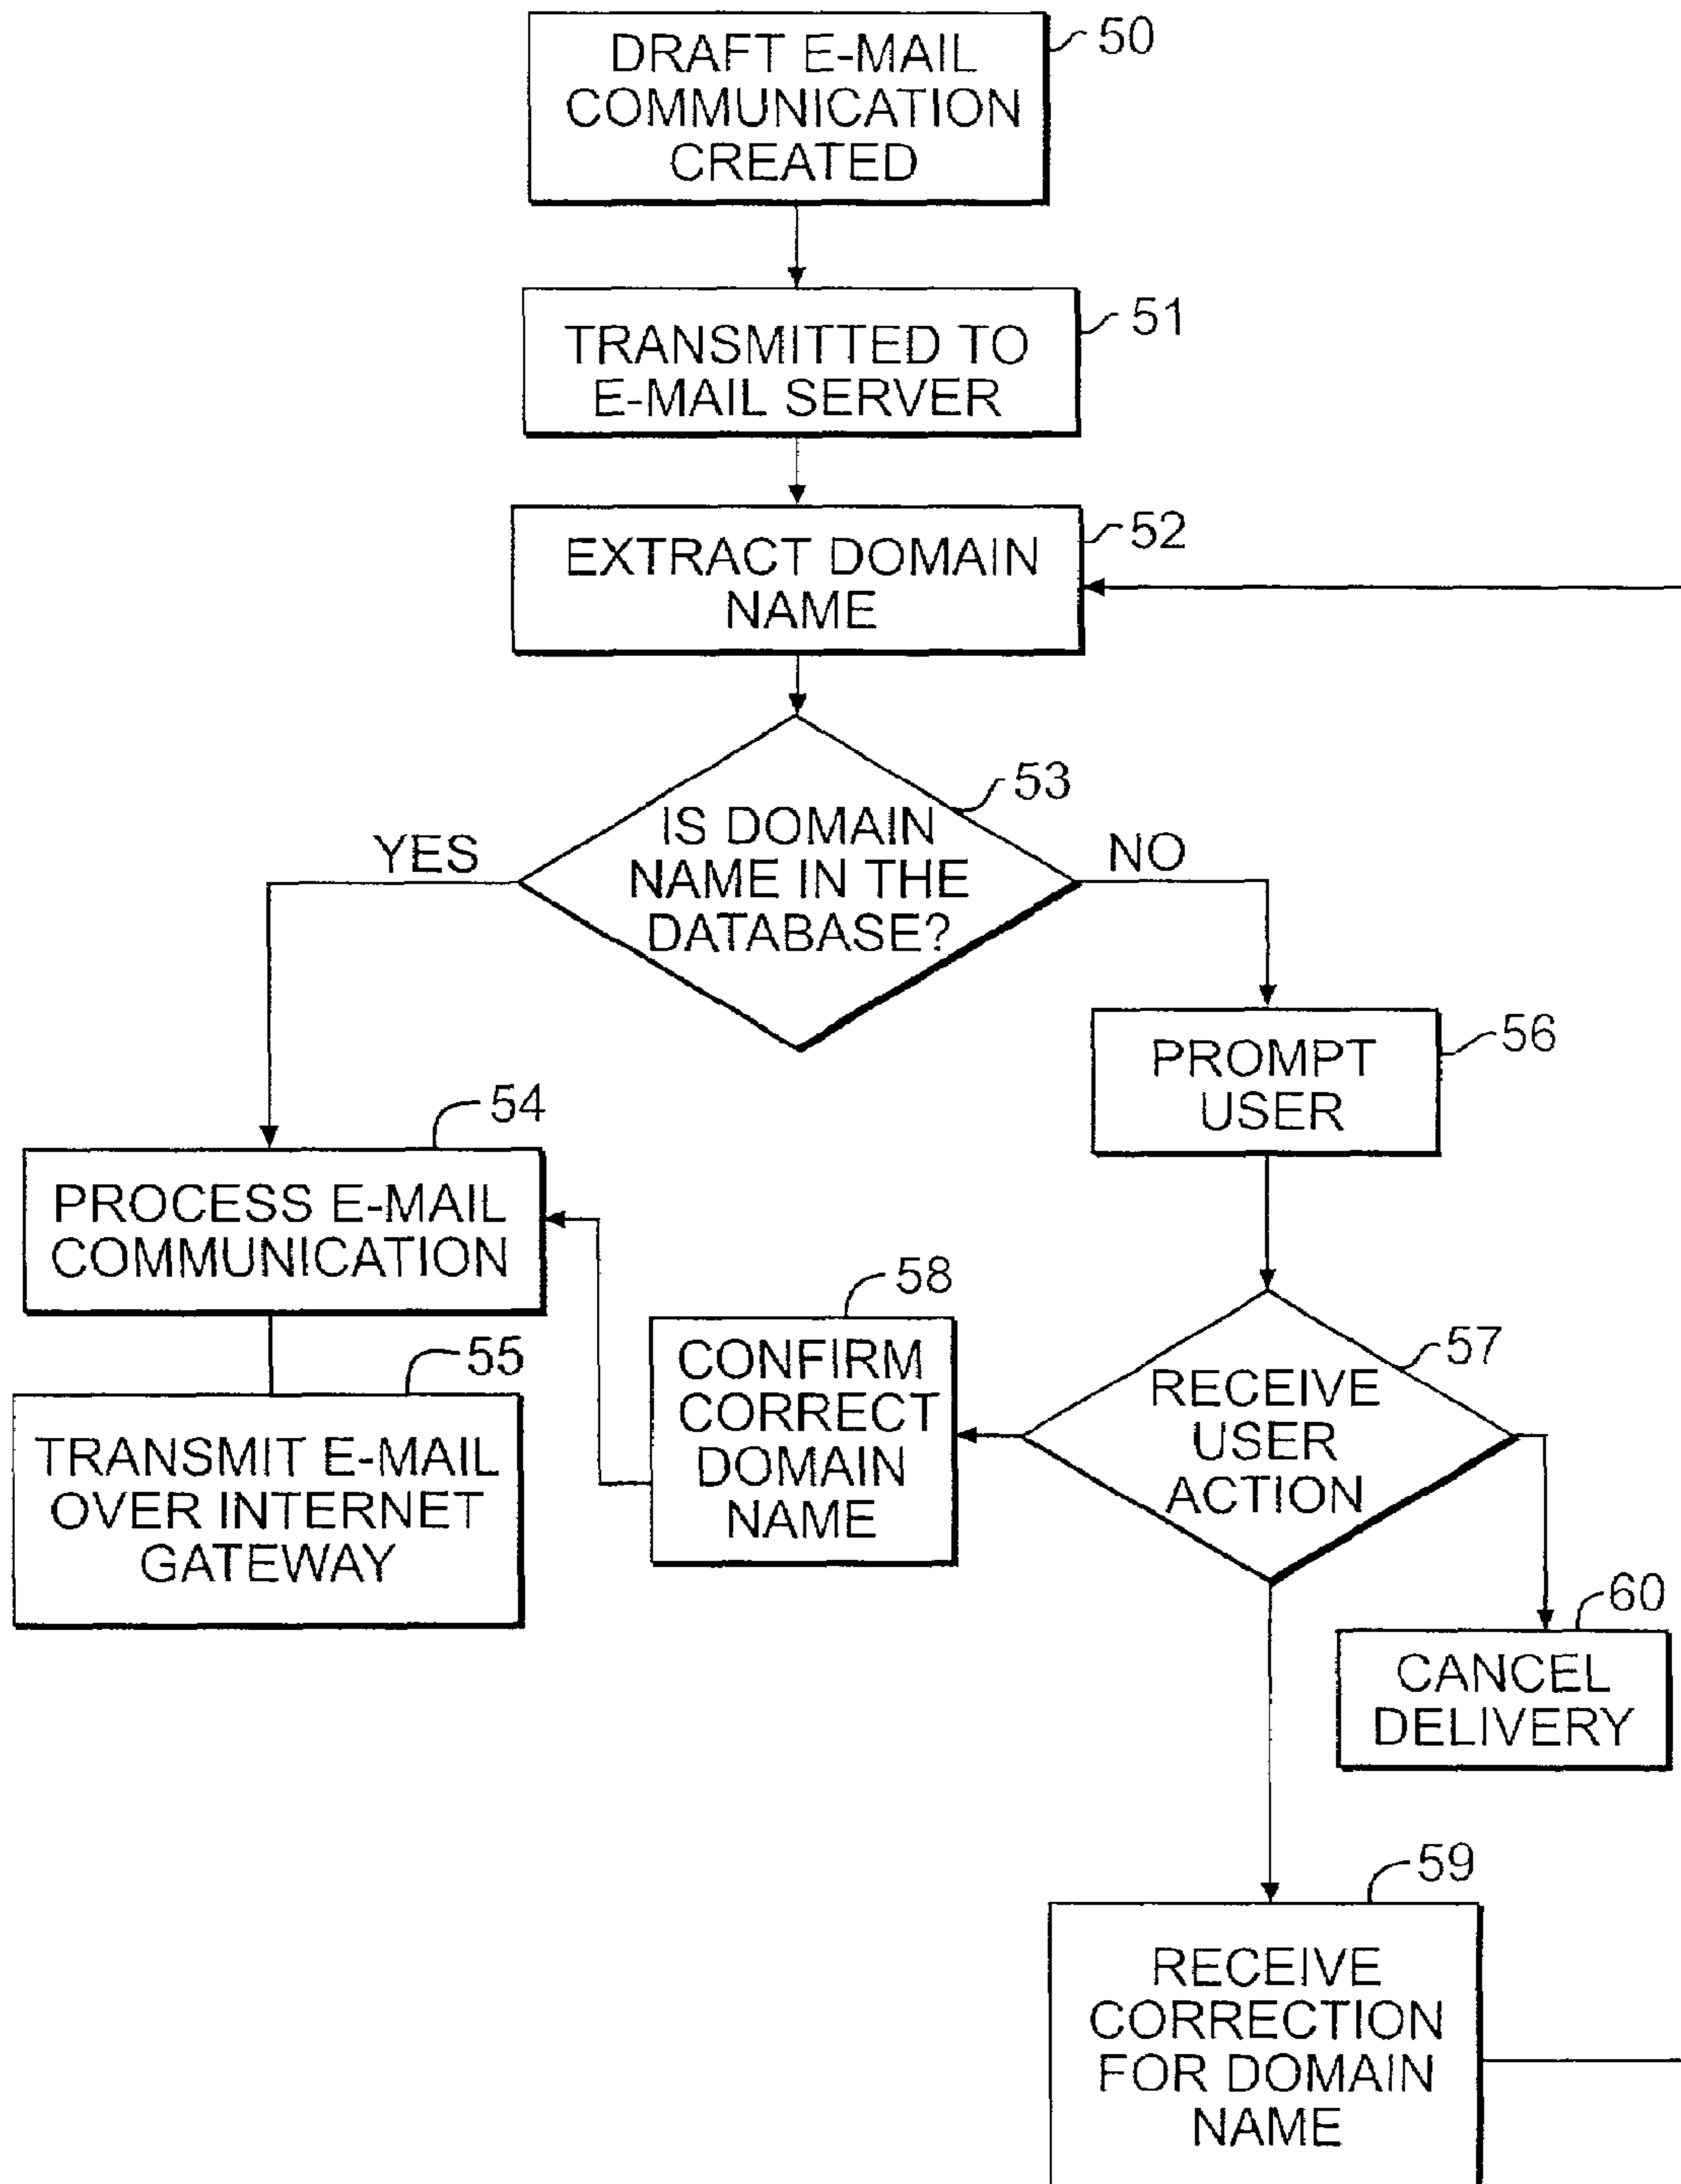 DRAFT E-MAIL
COMMUNICATION
CREATED
50
TRANSMITTED TO
E-MAIL SERVER
51
EXTRACT DOMAIN
NAME
52
IS DOMAIN
NAME IN THE
DATABASE?
53
YES
NO
PROMPT
USER
56
PROCESS E-MAIL
COMMUNICATION
54
TRANSMIT E-MAIL
OVER INTERNET
GATEWAY
55
CONFIRM
CORRECT
DOMAIN
NAME
58
RECEIVE
USER
ACTION
57
CANCEL
DELIVERY
60
RECEIVE
CORRECTION
FOR DOMAIN
NAME
59